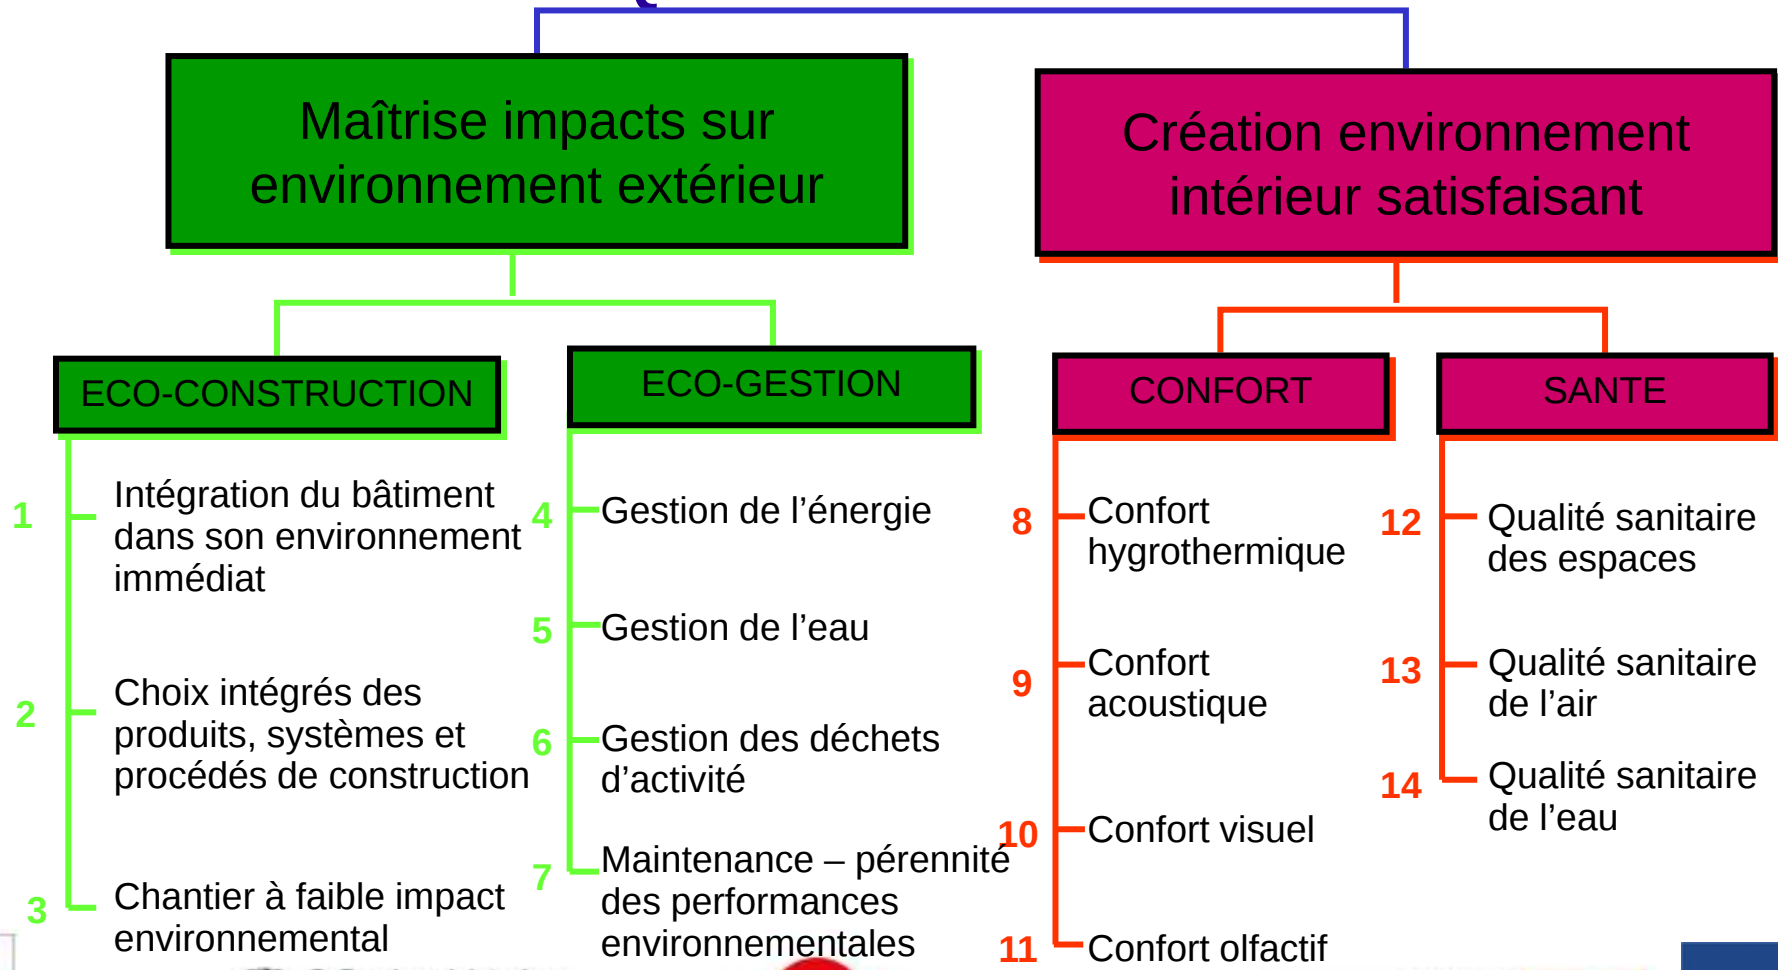 Maîtrise impacts sur
environnement extérieur
Création environnement
intérieur satisfaisant
ECO-CONSTRUCTION
ECO-GESTION
CONFORT
SANTE
1
Intégration du bâtiment
dans son environnement
immédiat
2
Choix intégrés des
produits, systèmes et
procédés de construction
3
Chantier à faible impact
environnemental
4
Gestion de l’énergie
5
Gestion de l’eau
6
Gestion des déchets
d’activité
7
Maintenance – pérennité
des performances
environnementales
8
Confort
hygrothermique
9
Confort
acoustique
10
Confort visuel
11
Confort olfactif
12
Qualité sanitaire
des espaces
13
Qualité sanitaire
de l’air
14
Qualité sanitaire
de l’eau